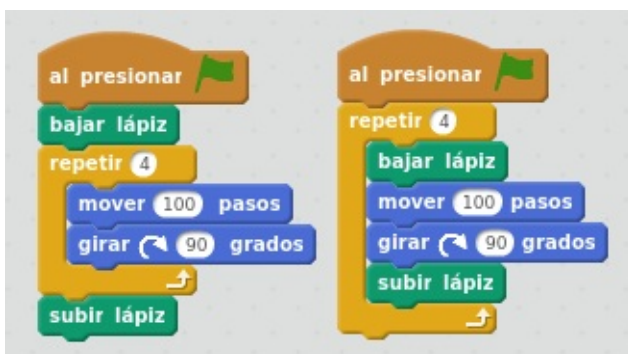 al presionar
bajar lápiz
repetir 4
mover 100 pasos
girar 90 grados
subir lápiz
al presionar
repetir 4
bajar lápiz
mover 100 pasos
girar 90 grados
subir lápiz